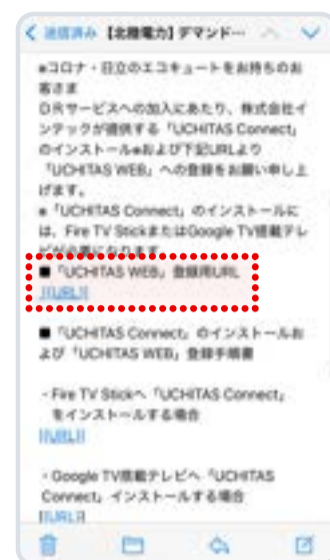 送信済み 【北陸電力】デマンド…
※コロナ・日立のエコキュートをお持ちのお
客さま
DRサービスへの加入にあたり、株式会社イ
ンテックが提供する「UCHITAS Connect」
のインストール※および下記URLより
「UCHITAS WEB」への登録をお願い申し上
げます。
※「UCHITAS Connect」のインストールに
は、Fire TV StickまたはGoogle TV搭載テレ
ビが必要になります
■「UCHITAS WEB」登録用URL
[[URL]]
■「UCHITAS Connect」のインストールお
よび「UCHITAS WEB」登録手順書
・Fire TV Stickへ「UCHITAS Connect」
をインストールする場合
[[URL]]
・Google TV搭載テレビへ「UCHITAS
Connect」インストールする場合
[[URL]]